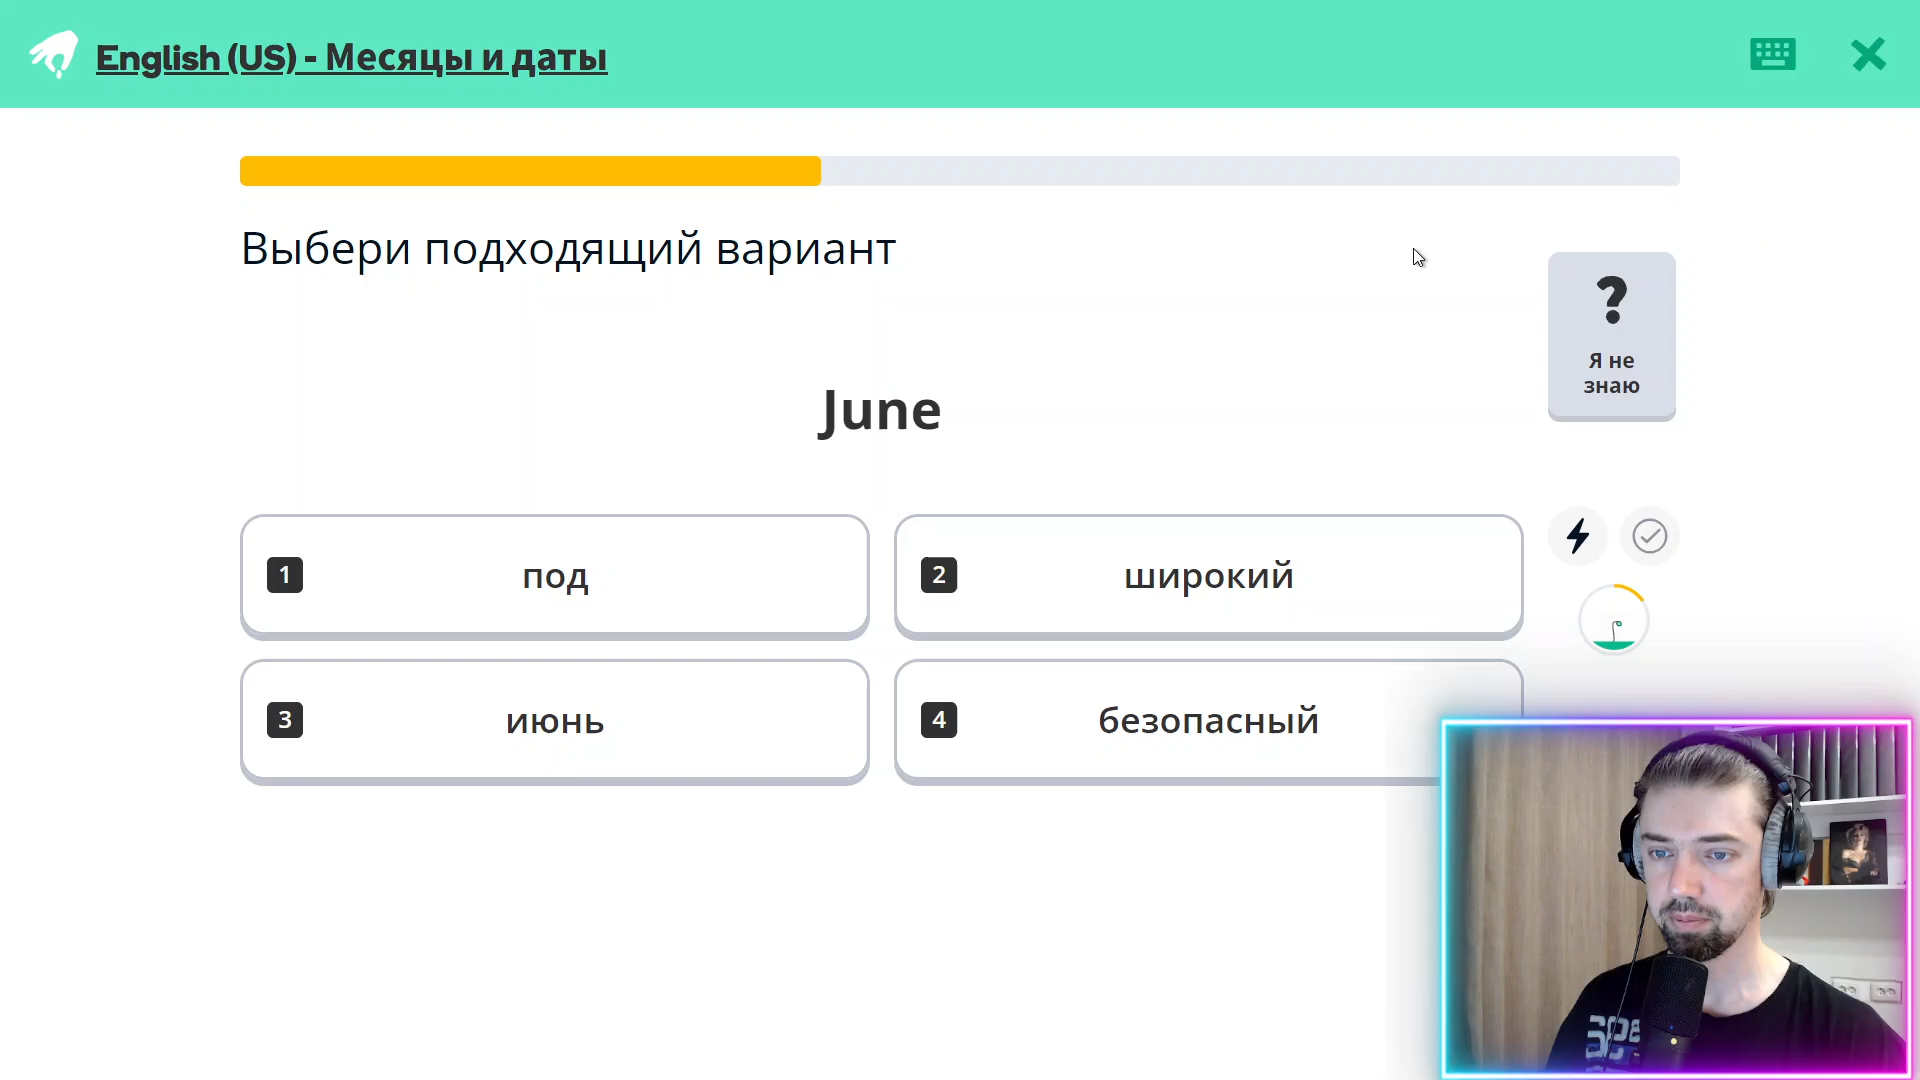 English (US) - Месяцы и даты
Выбери подходящий вариант
?
Я не
знаю
June
1 под
2 широкий
3 июнь
4 безопасный